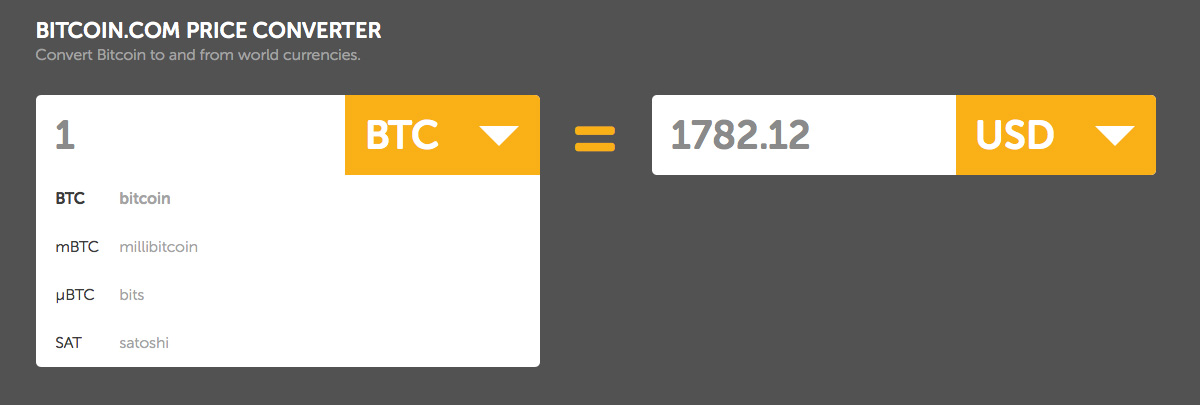 BITCOIN.COM PRICE CONVERTER
Convert Bitcoin to and from world currencies.
1 BTC = 1782.12 USD
BTC bitcoin
mBTC millibitcoin
μBTC bits
SAT satoshi